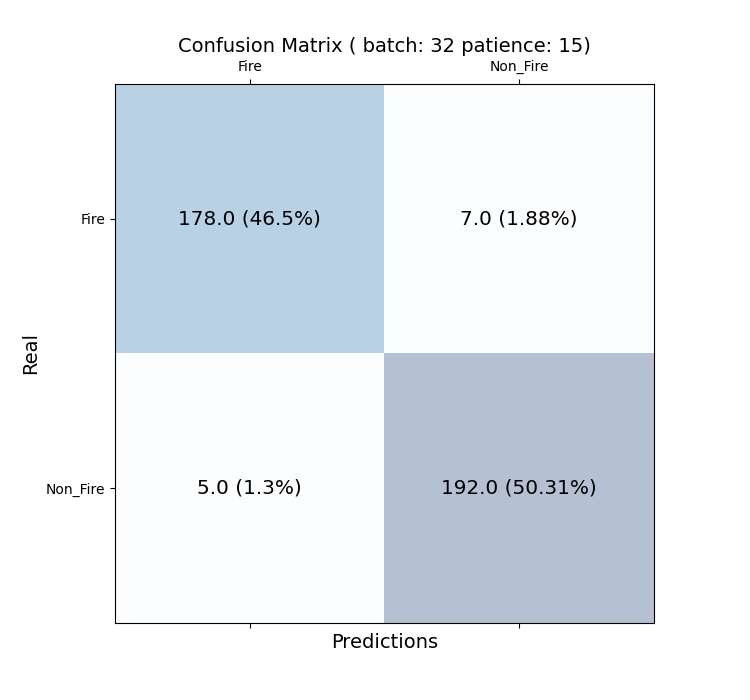 Confusion Matrix ( batch: 32 patience: 15)
Fire Non_Fire
Fire 178.0 (46.5%) 7.0 (1.88%)
Real
Non_Fire 5.0 (1.3%) 192.0 (50.31%)
Predictions